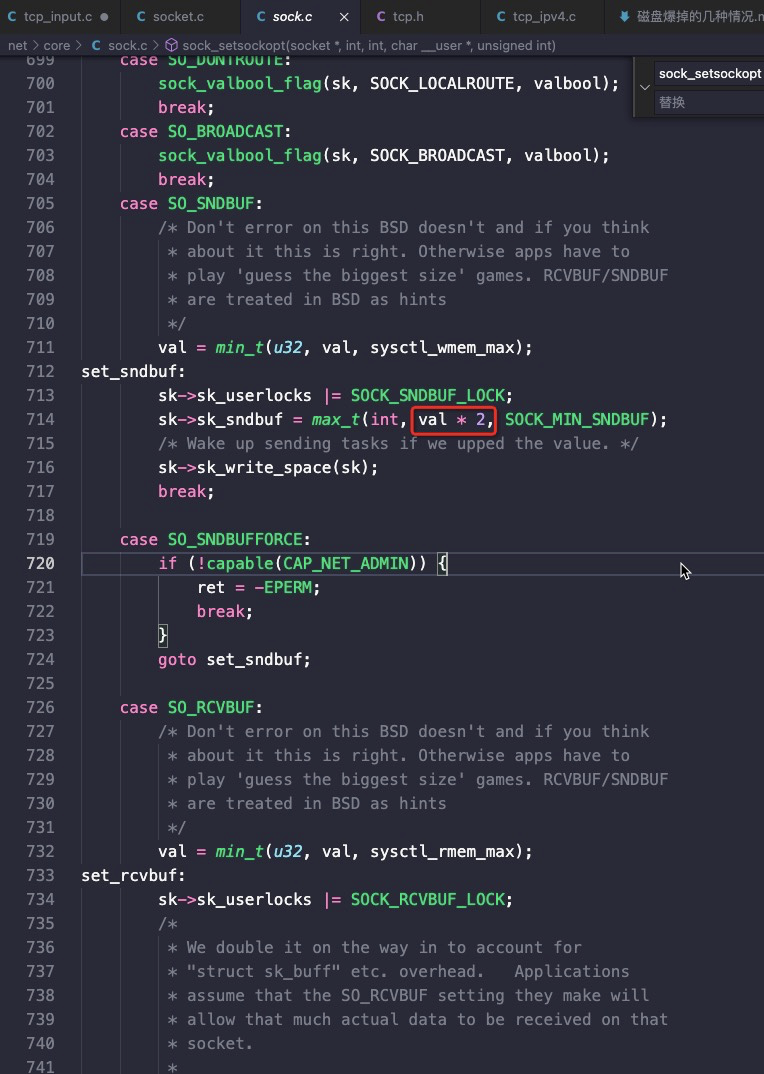 tcp_input.c
socket.c
sock.c
tcp.h
tcp_ipv4.c
磁盘爆掉的几种情况.m
net > core > C sock.c > sock_setsockopt(socket *, int, int, char __user *, unsigned int)
sock_setsockopt
替换
699 case SO_DONTROUTE:
700 sock_valbool_flag(sk, SOCK_LOCALROUTE, valbool);
701 break;
702 case SO_BROADCAST:
703 sock_valbool_flag(sk, SOCK_BROADCAST, valbool);
704 break;
705 case SO_SNDBUF:
706 /* Don't error on this BSD doesn't and if you think
707 * about it this is right. Otherwise apps have to
708 * play 'guess the biggest size' games. RCVBUF/SNDBUF
709 * are treated in BSD as hints
710 */
711 val = min_t(u32, val, sysctl_wmem_max);
712 set_sndbuf:
713 sk->sk_userlocks |= SOCK_SNDBUF_LOCK;
714 sk->sk_sndbuf = max_t(int, val * 2, SOCK_MIN_SNDBUF);
715 /* Wake up sending tasks if we upped the value. */
716 sk->sk_write_space(sk);
717 break;
718
719 case SO_SNDBUFFORCE:
720 if (!capable(CAP_NET_ADMIN)) {
721 ret = -EPERM;
722 break;
723 }
724 goto set_sndbuf;
725
726 case SO_RCVBUF:
727 /* Don't error on this BSD doesn't and if you think
728 * about it this is right. Otherwise apps have to
729 * play 'guess the biggest size' games. RCVBUF/SNDBUF
730 * are treated in BSD as hints
731 */
732 val = min_t(u32, val, sysctl_rmem_max);
733 set_rcvbuf:
734 sk->sk_userlocks |= SOCK_RCVBUF_LOCK;
735 /*
736 * We double it on the way in to account for
737 * "struct sk_buff" etc. overhead. Applications
738 * assume that the SO_RCVBUF setting they make will
739 * allow that much actual data to be received on that
740 * socket.
741 *